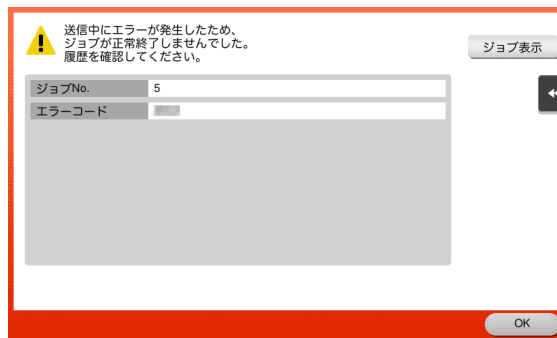 送信中にエラーが発生したため、
ジョブが正常終了しませんでした。
履歴を確認してください。
ジョブ表示
ジョブNo. 5
エラーコード
OK